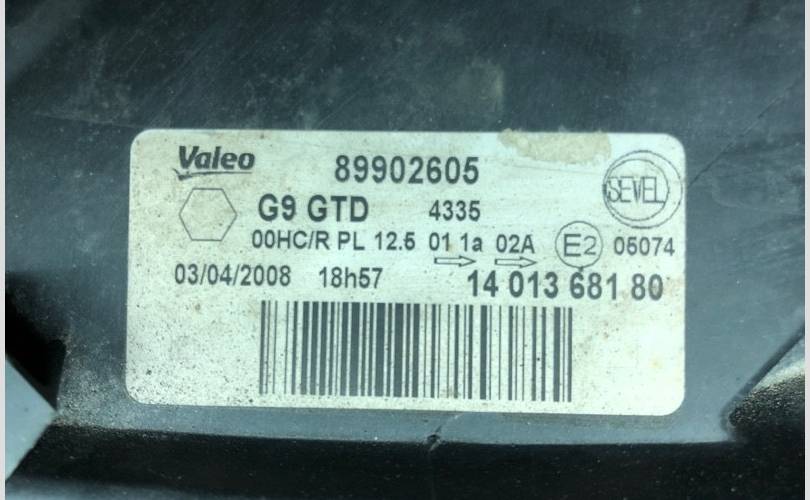 Valeo 89902605 SEVEL
G9 GTD 4335
00HC/R PL 12.5 01 1a 02A E2 05074
03/04/2008 18h57 14 013 681 80